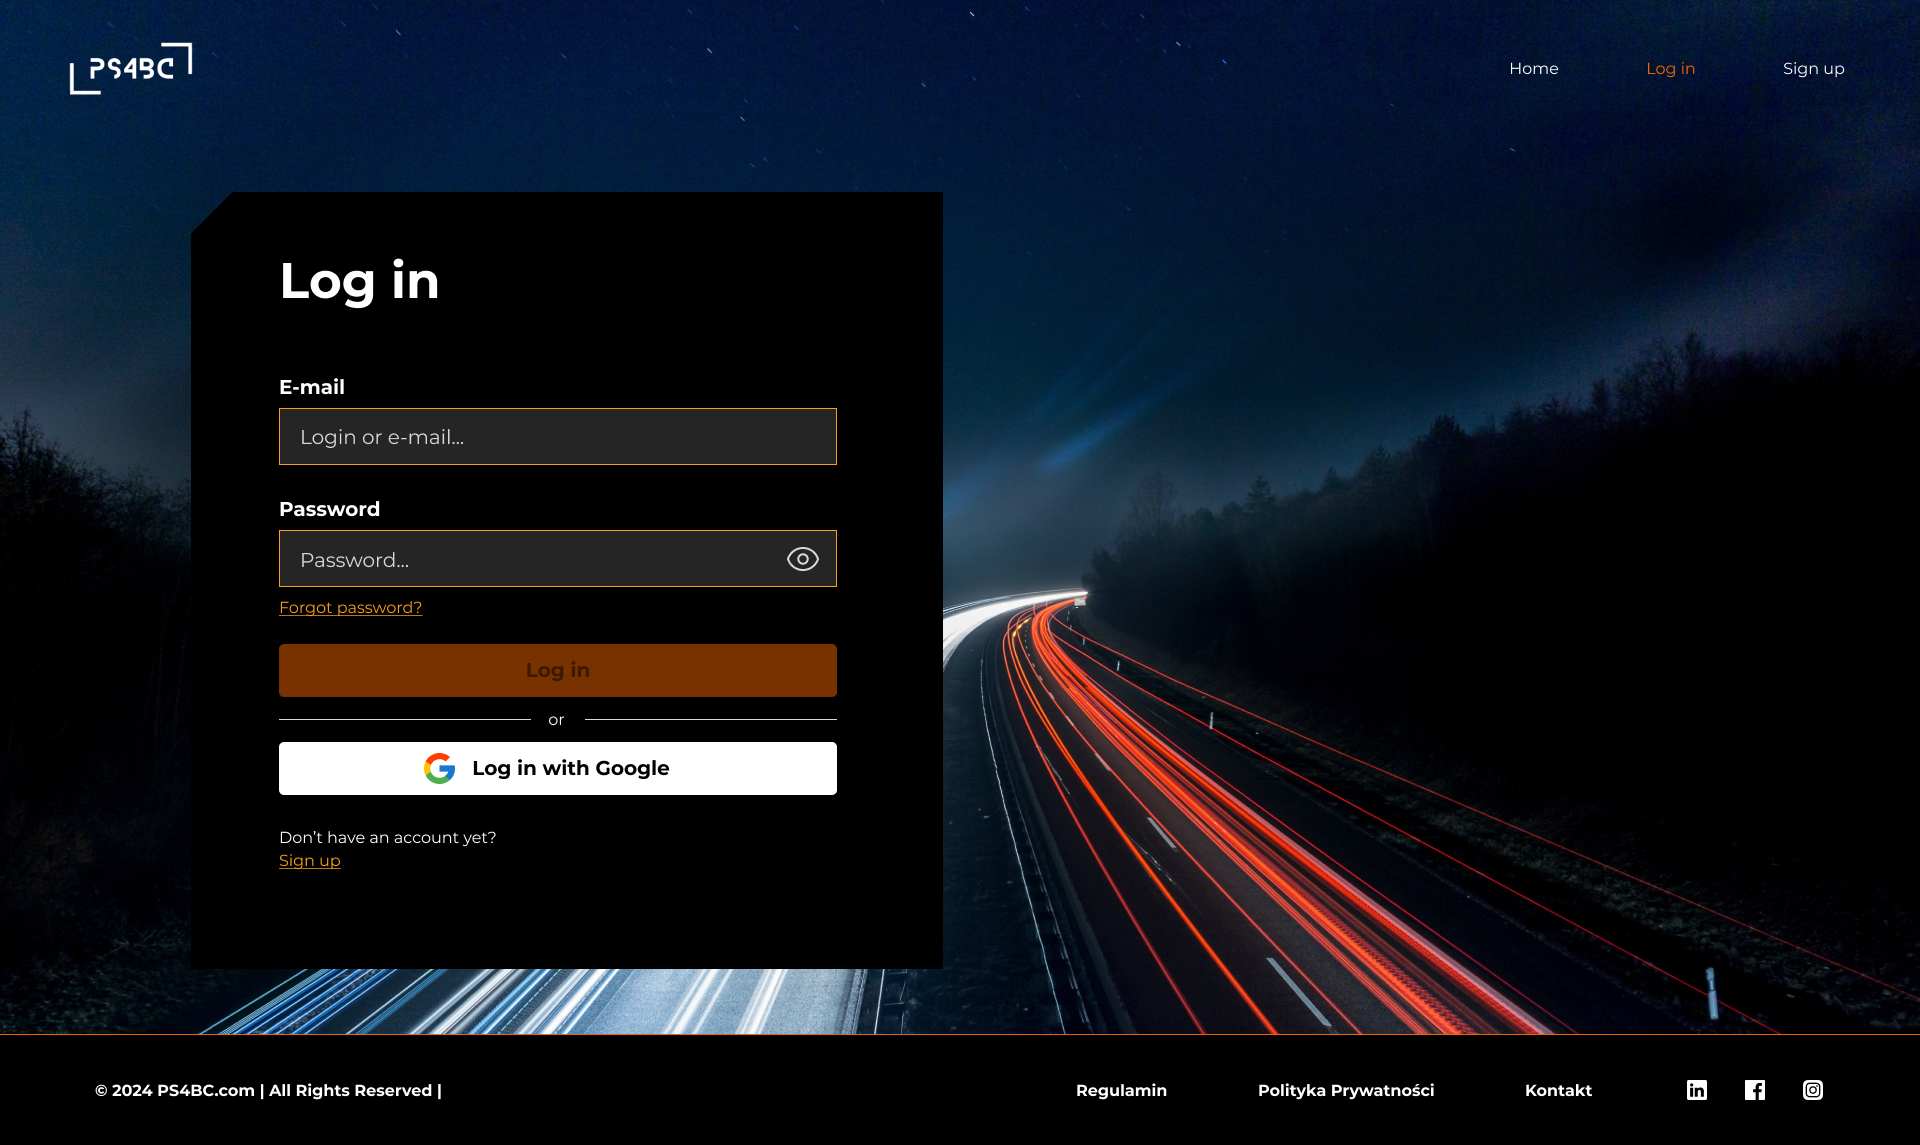 PS4BC
Home
Log in
Sign up
Log in
E-mail
Login or e-mail...
Password
Password...
Forgot password?
Log in
or
Log in with Google
Don’t have an account yet?
Sign up
© 2024 PS4BC.com | All Rights Reserved |
Regulamin
Polityka Prywatności
Kontakt